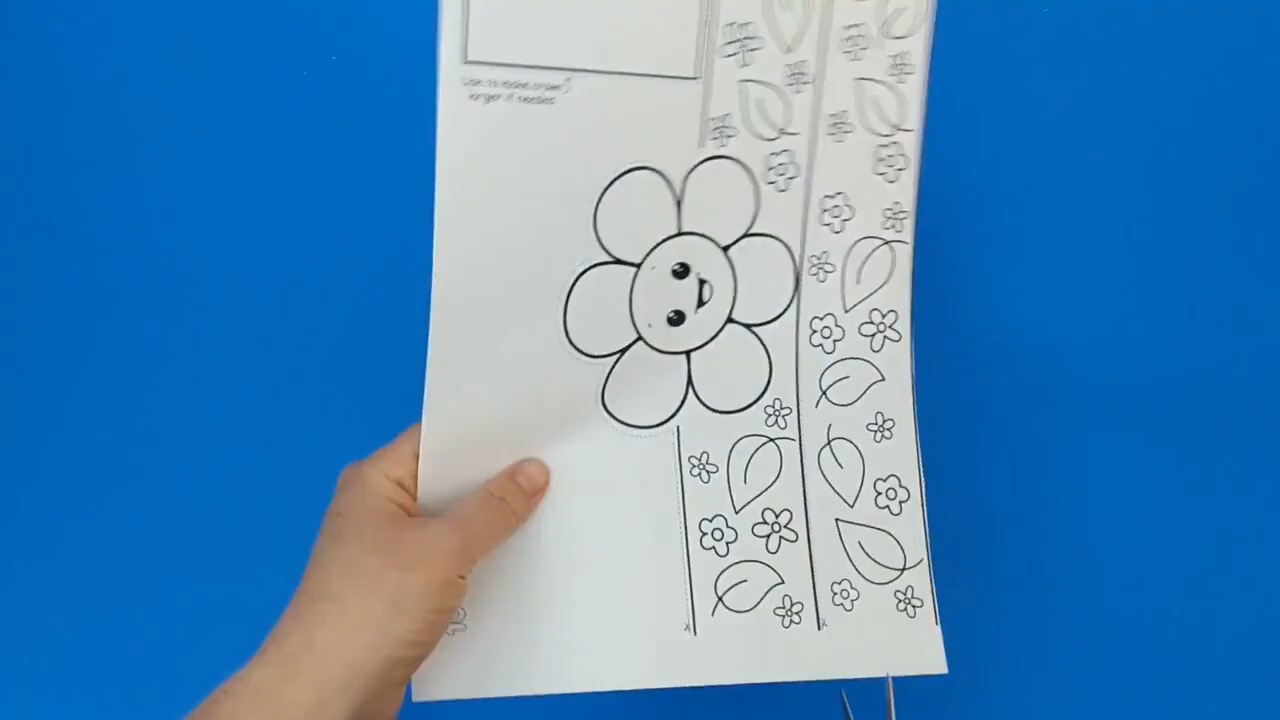 Use to make crown
larger if needed
x
x